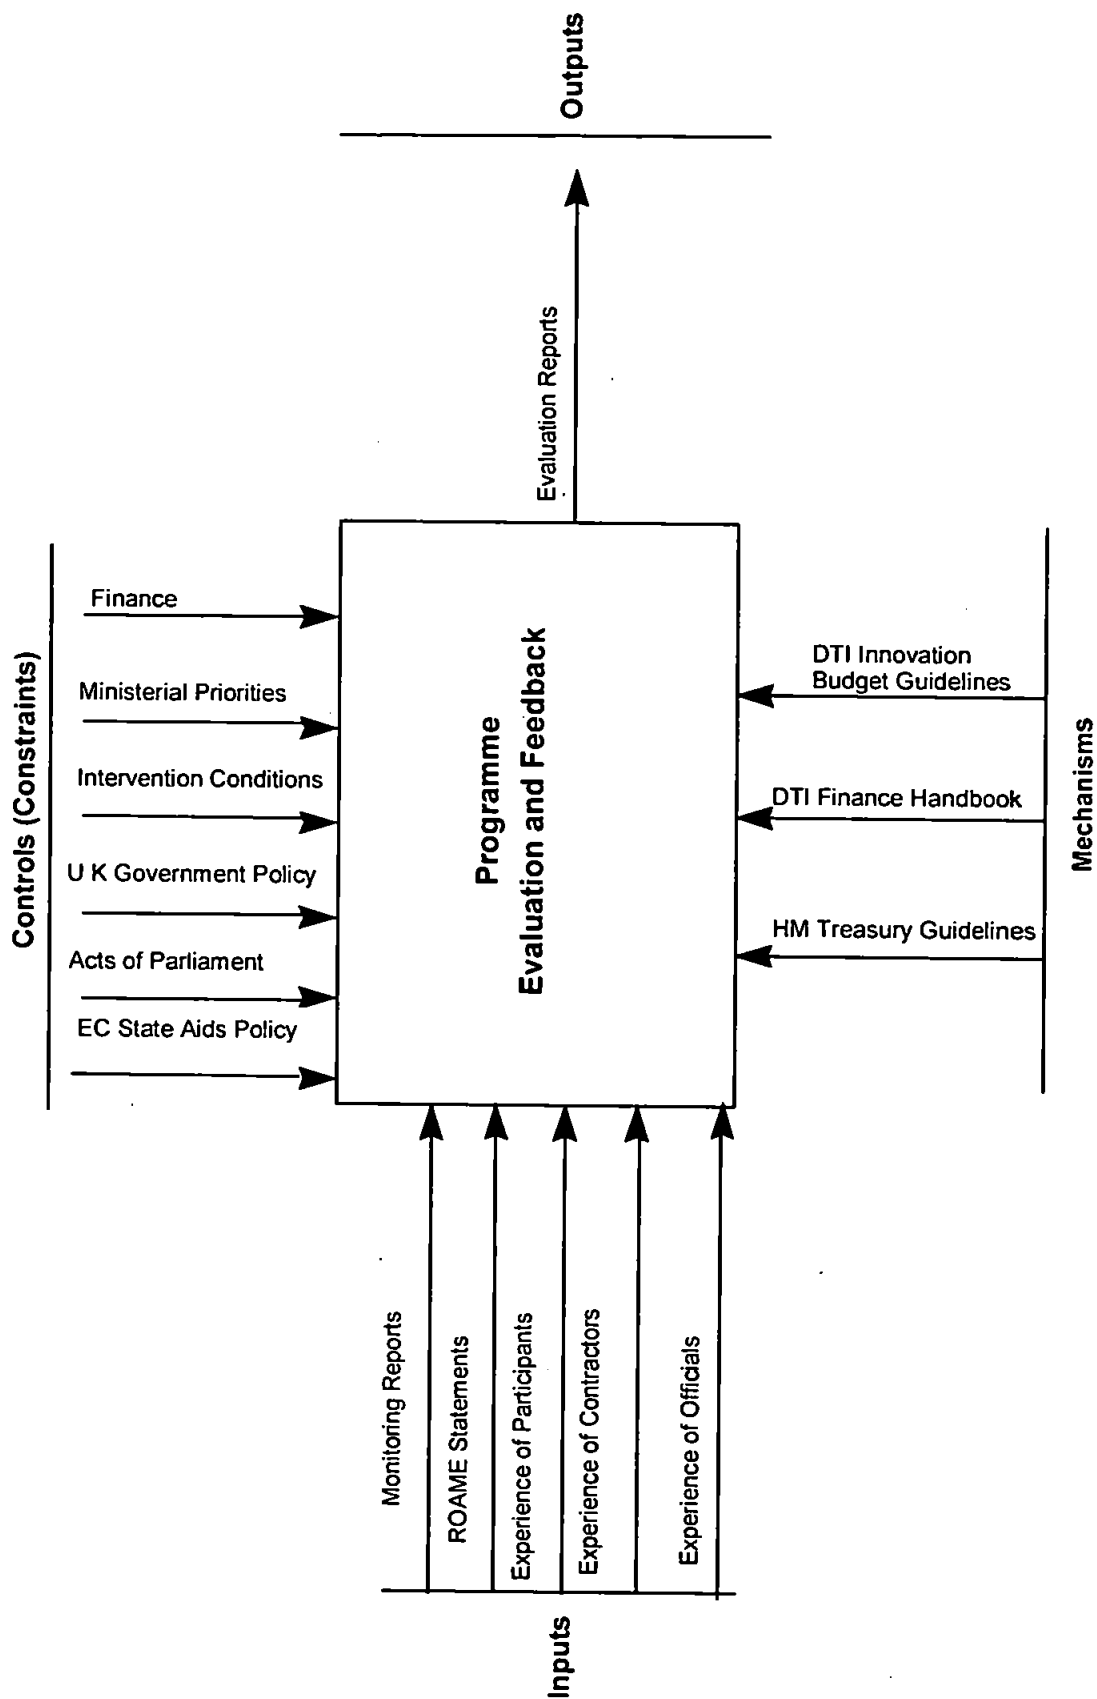 Controls (Constraints)
Finance
Ministerial Priorities
Intervention Conditions
U K Government Policy
Acts of Parliament
EC State Aids Policy
Programme
Evaluation and Feedback
Evaluation Reports
Outputs
Inputs
Monitoring Reports
ROAME Statements
Experience of Participants
Experience of Contractors
Experience of Officials
DTI Innovation
Budget Guidelines
DTI Finance Handbook
HM Treasury Guidelines
Mechanisms